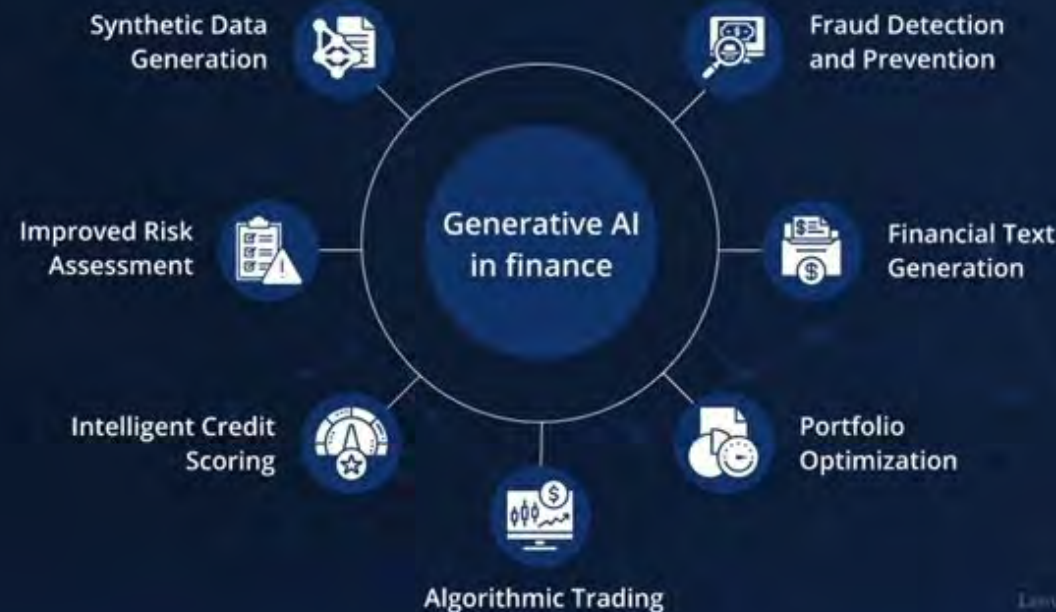 Synthetic Data
Generation
Fraud Detection
and Prevention
Improved Risk
Assessment
Generative AI
in finance
Financial Text
Generation
Intelligent Credit
Scoring
Portfolio
Optimization
Algorithmic Trading